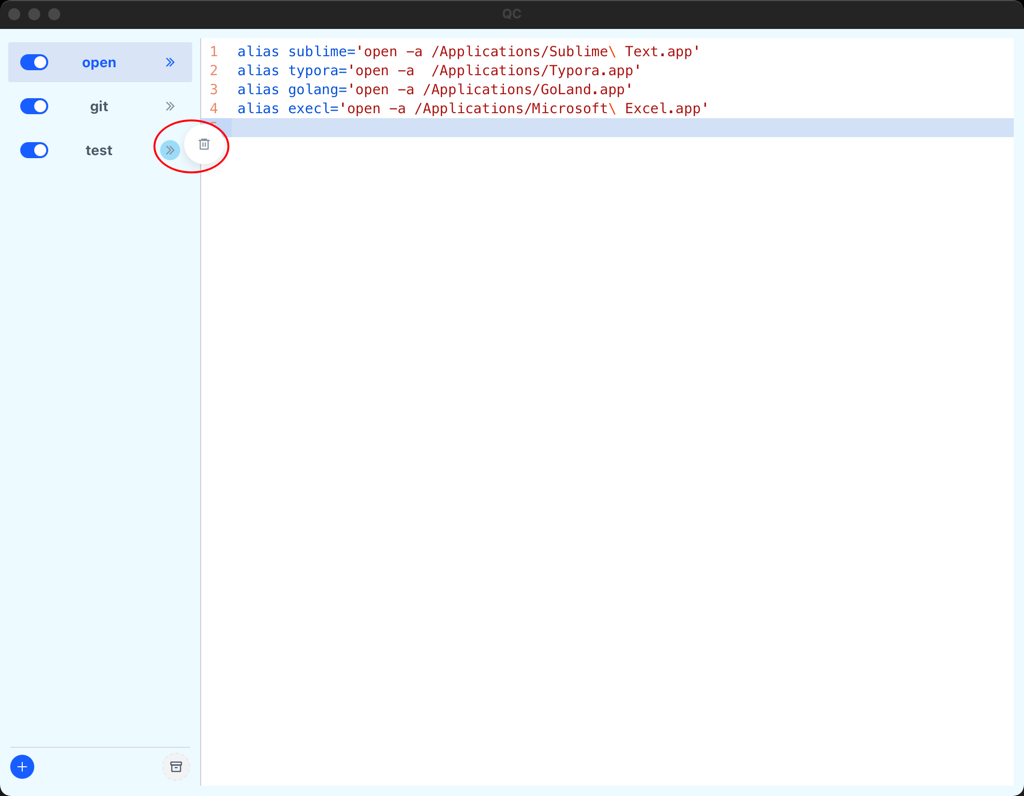 QC
open
git
test
1 alias sublime='open -a /Applications/Sublime\ Text.app'
2 alias typora='open -a  /Applications/Typora.app'
3 alias golang='open -a /Applications/GoLand.app'
4 alias execl='open -a /Applications/Microsoft\ Excel.app'